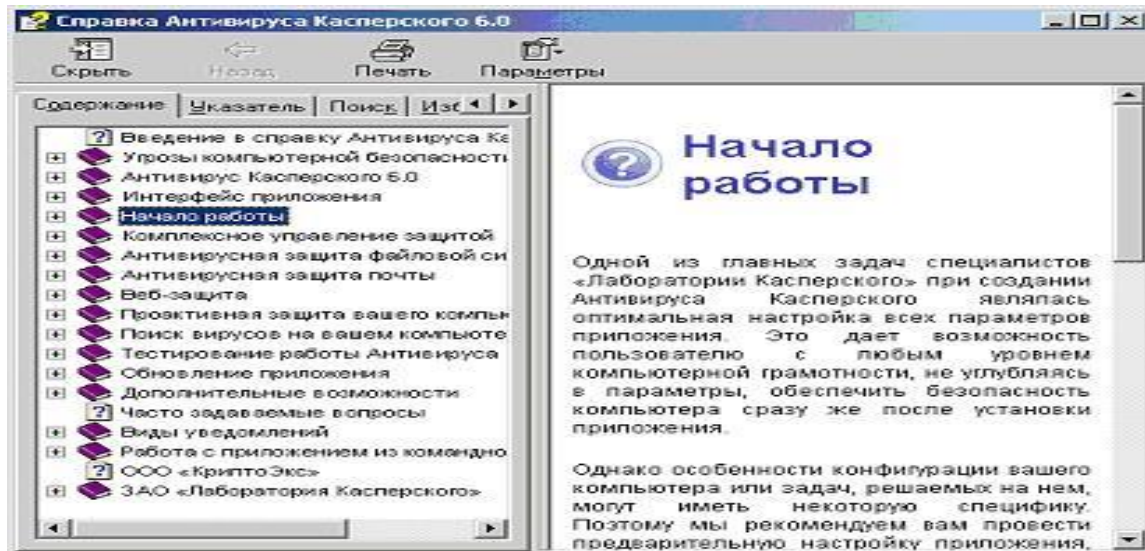 Справка Антивируса Касперского 6.0
Скрыть Назад Печать Параметры
Содержание Указатель Поиск Изб
Введение в справку Антивируса Ка
Угрозы компьютерной безопасности
Антивирус Касперского 6.0
Интерфейс приложения
Начало работы
Комплексное управление защитой
Антивирусная защита файловой си
Антивирусная защита почты
Веб-защита
Проактивная защита вашего компью
Поиск вирусов на вашем компьюте
Тестирование работы Антивируса
Обновление приложения
Дополнительные возможности
Часто задаваемые вопросы
Виды уведомлений
Работа с приложением из командно
ООО «КриптоЭкс»
ЗАО «Лаборатория Касперского»
Начало
работы
Одной из главных задач специалистов
«Лаборатории Касперского» при создании
Антивируса Касперского являлась
оптимальная настройка всех параметров
приложения. Это дает возможность
пользователю с любым уровнем
компьютерной грамотности, не углубляясь
в параметры, обеспечить безопасность
компьютера сразу же после установки
приложения.
Однако особенности конфигурации вашего
компьютера или задач, решаемых на нем,
могут иметь некоторую специфику.
Поэтому мы рекомендуем вам провести
предварительную настройку приложения,